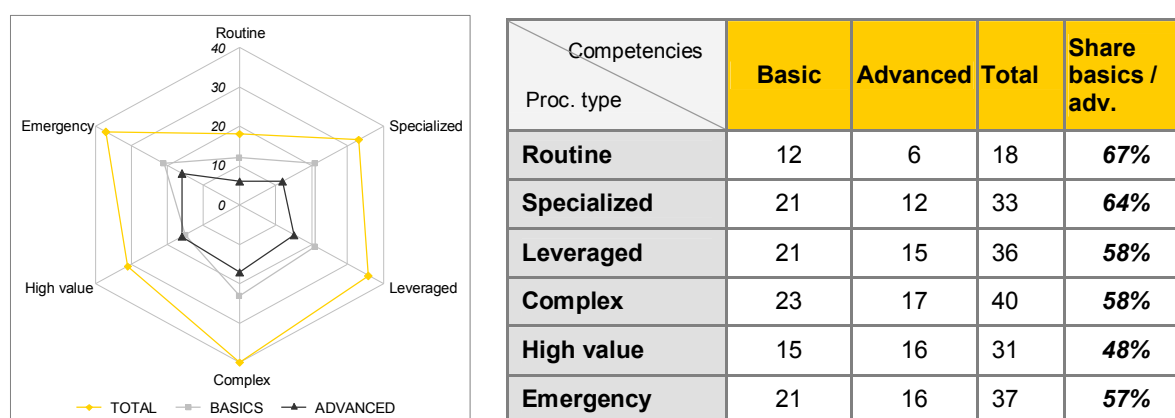 Routine
40
30
Emergency
Specialized
20
10
0
High value
Leveraged
Complex
TOTAL BASICS ADVANCED
Competencies
Proc. type
Basic Advanced Total Share basics / adv.
Routine 12 6 18 67%
Specialized 21 12 33 64%
Leveraged 21 15 36 58%
Complex 23 17 40 58%
High value 15 16 31 48%
Emergency 21 16 37 57%